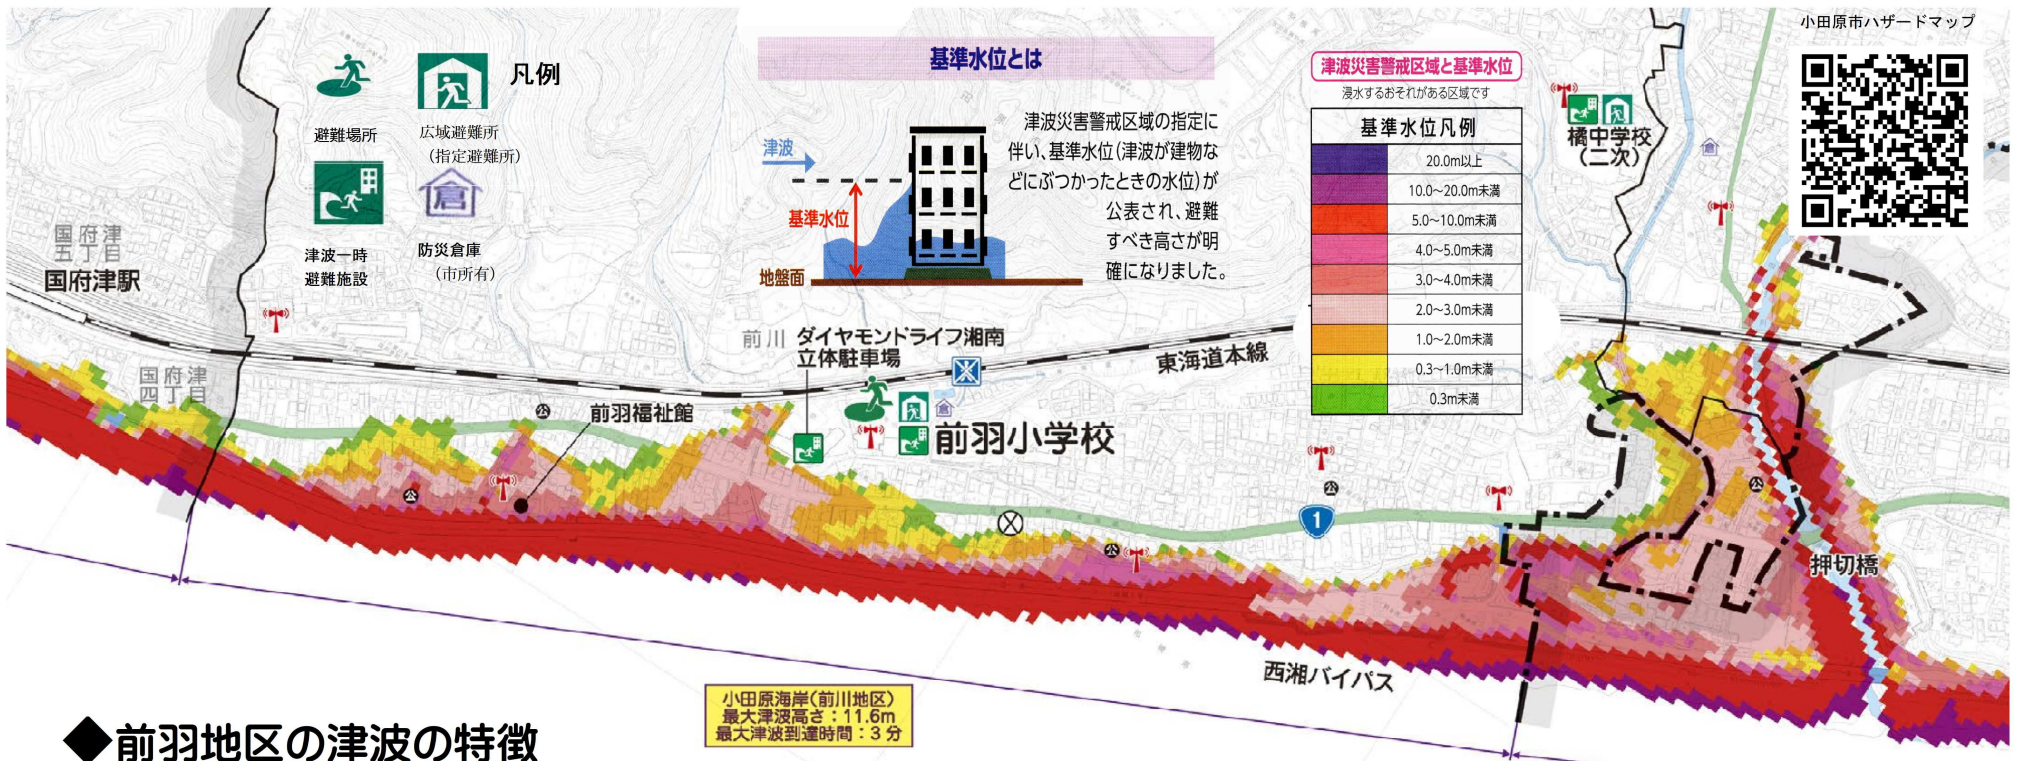 小田原市ハザードマップ
凡例
避難場所
広域避難所
（指定避難所）
津波一時
避難施設
倉
防災倉庫
（市所有）
基準水位とは
津波
基準水位
地盤面
津波災害警戒区域の指定に
伴い、基準水位(津波が建物な
どにぶつかったときの水位)が
公表され、避難
すべき高さが明
確になりました。
津波災害警戒区域と基準水位
浸水するおそれがある区域です
基準水位凡例
20.0m以上
10.0～20.0m未満
5.0～10.0m未満
4.0～5.0m未満
3.0～4.0m未満
2.0～3.0m未満
1.0～2.0m未満
0.3～1.0m未満
0.3m未満
橘中学校
（二次）
倉
国府津
五丁目
国府津駅
国府津
四丁目
前川
ダイヤモンドライフ湘南
立体駐車場
東海道本線
公
前羽福祉館
倉
前羽小学校
公
公
公
公
1
押切橋
西湘バイパス
小田原海岸(前川地区)
最大津波高さ：11.6m
最大津波到達時間：3分
◆前羽地区の津波の特徴